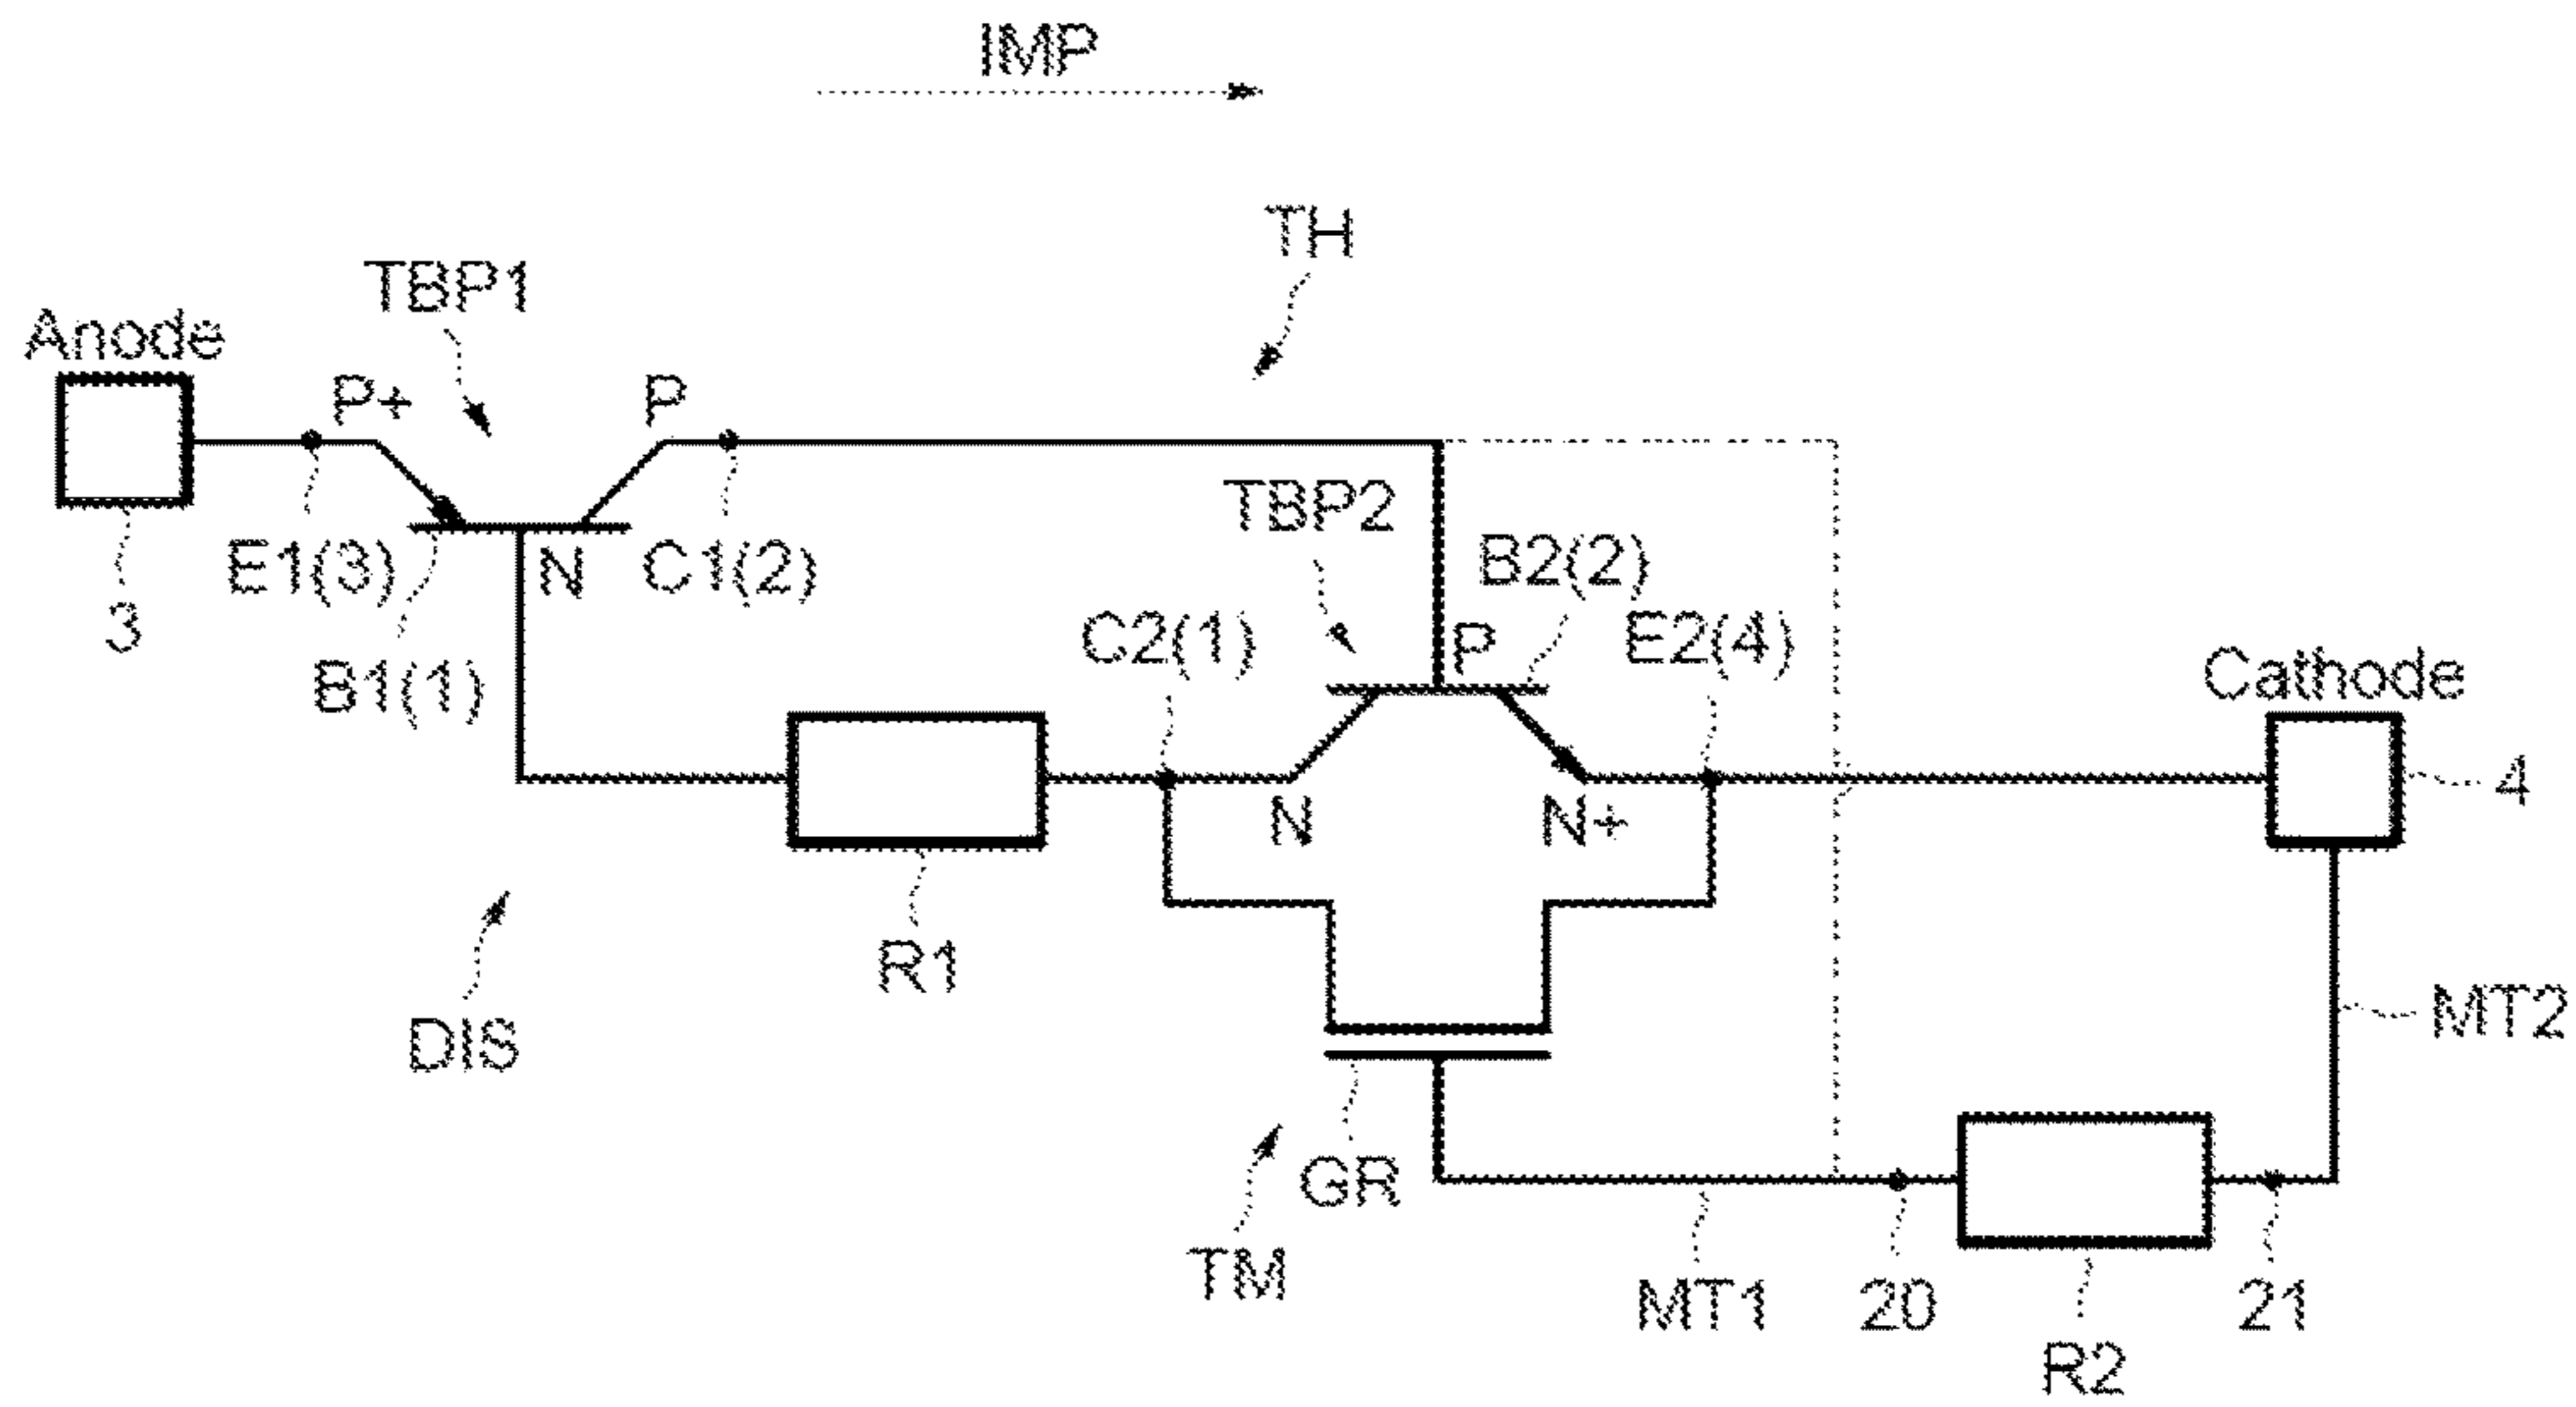 IMP
TH
TBP1
Anode
P+
P
TBP2
B2(2)
E1(3)
N
C1(2)
3
C2(1)
P
E2(4)
B1(1)
Cathode
4
N
N+
R1
DIS
MT2
GR
TM
MT1
20
21
R2